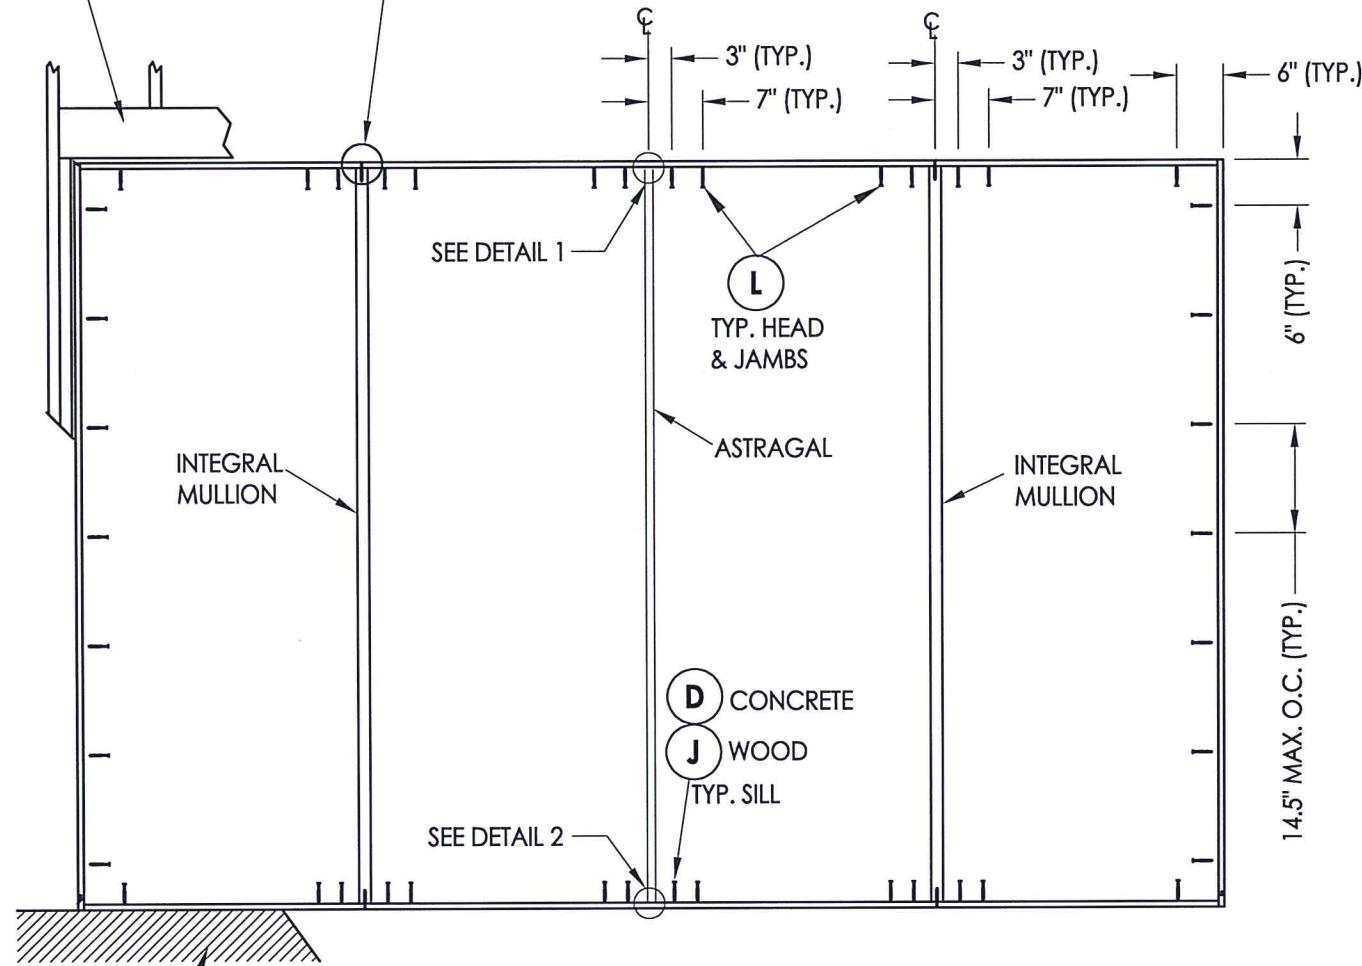 ℄
℄
3" (TYP.)
7" (TYP.)
3" (TYP.)
7" (TYP.)
6" (TYP.)
SEE DETAIL 1
L
TYP. HEAD
& JAMBS
6" (TYP.)
INTEGRAL
MULLION
ASTRAGAL
INTEGRAL
MULLION
D CONCRETE
J WOOD
TYP. SILL
SEE DETAIL 2
14.5" MAX. O.C. (TYP.)